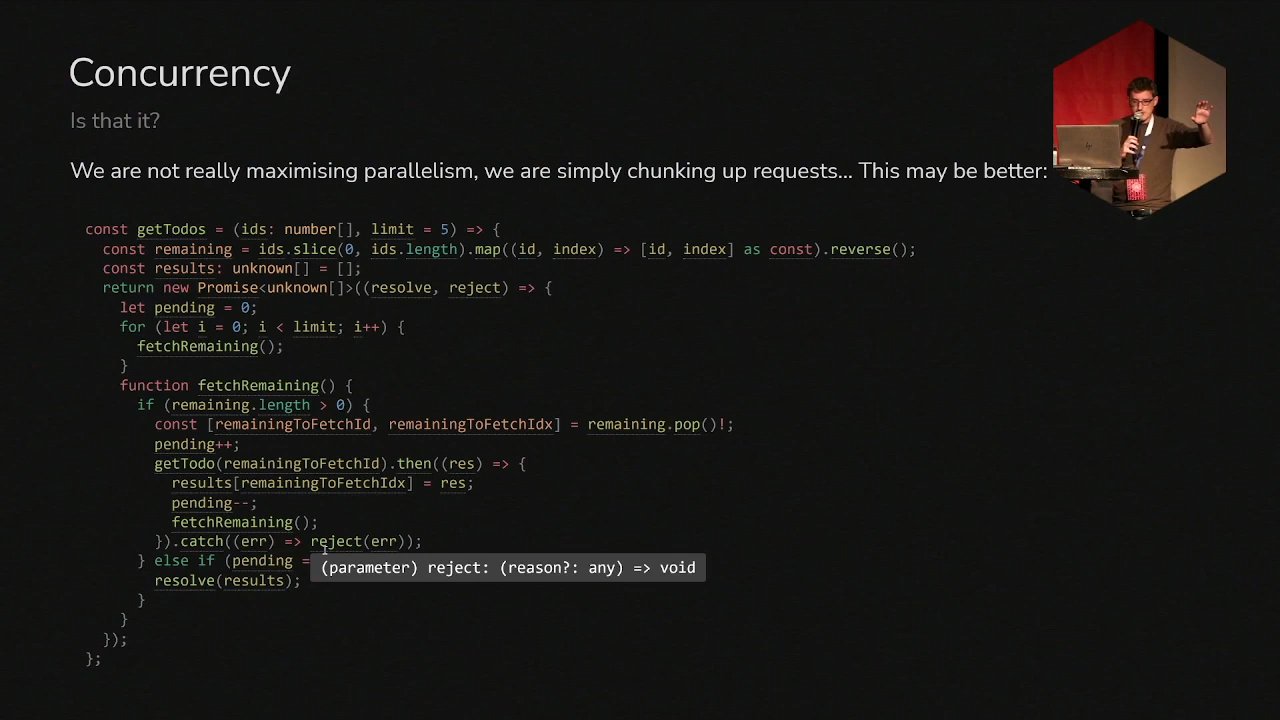 Concurrency
Is that it?
We are not really maximising parallelism, we are simply chunking up requests... This may be better:
const getTodos = (ids: number[], limit = 5) => {
const remaining = ids.slice(0, ids.length).map((id, index) => [id, index] as const).reverse();
const results: unknown[] = [];
return new Promise<unknown[]>((resolve, reject) => {
let pending = 0;
for (let i = 0; i < limit; i++) {
fetchRemaining();
}
function fetchRemaining() {
if (remaining.length > 0) {
const [remainingToFetchId, remainingToFetchIdx] = remaining.pop()!;
pending++;
getTodo(remainingToFetchId).then((res) => {
results[remainingToFetchIdx] = res;
pending--;
fetchRemaining();
}).catch((err) => reject(err));
} else if (pending =
(parameter) reject: (reason?: any) => void
resolve(results);
}
}
});
};